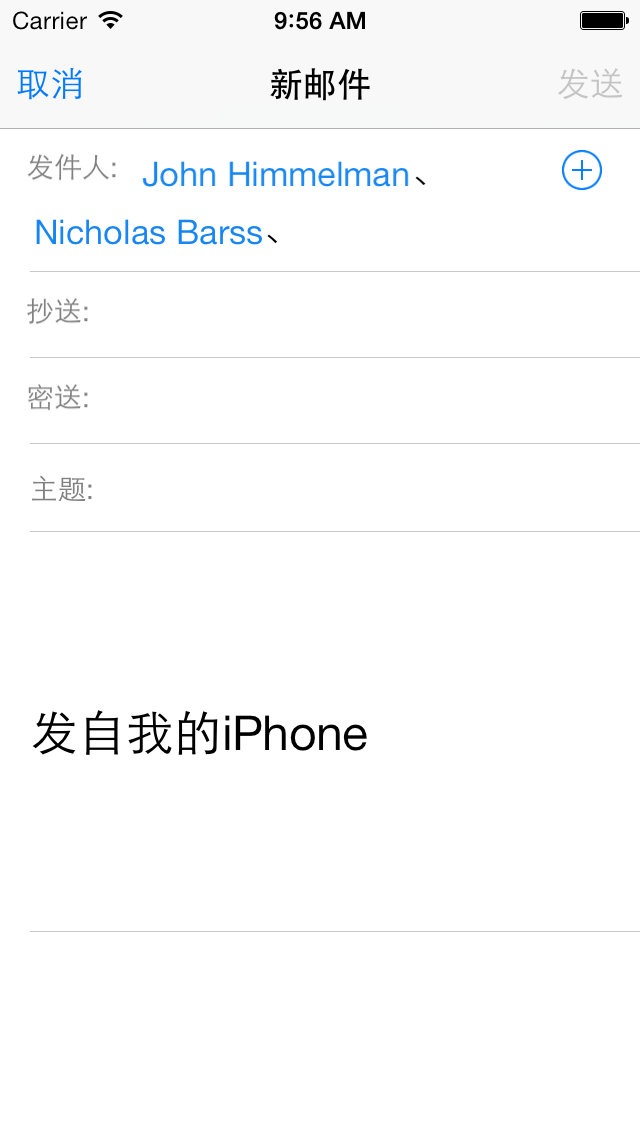 Carrier 9:56 AM
取消 新邮件 发送
发件人: John Himmelman、
Nicholas Barss、
抄送:
密送:
主题:
发自我的iPhone